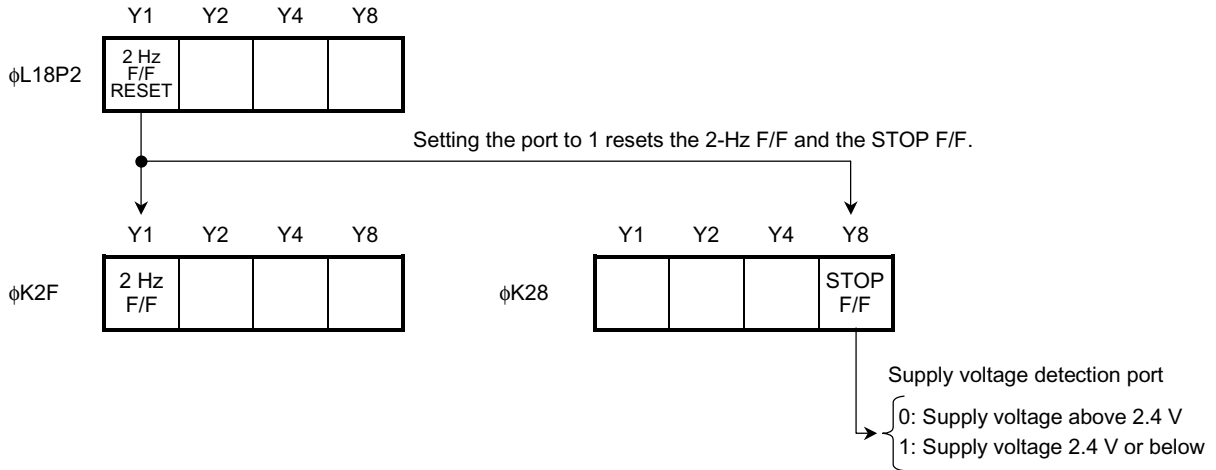 Y1 Y2 Y4 Y8
ϕL18P2
2 Hz
F/F
RESET
Setting the port to 1 resets the 2-Hz F/F and the STOP F/F.
Y1 Y2 Y4 Y8
ϕK2F
2 Hz
F/F
Y1 Y2 Y4 Y8
ϕK28
STOP
F/F
Supply voltage detection port
0: Supply voltage above 2.4 V
1: Supply voltage 2.4 V or below